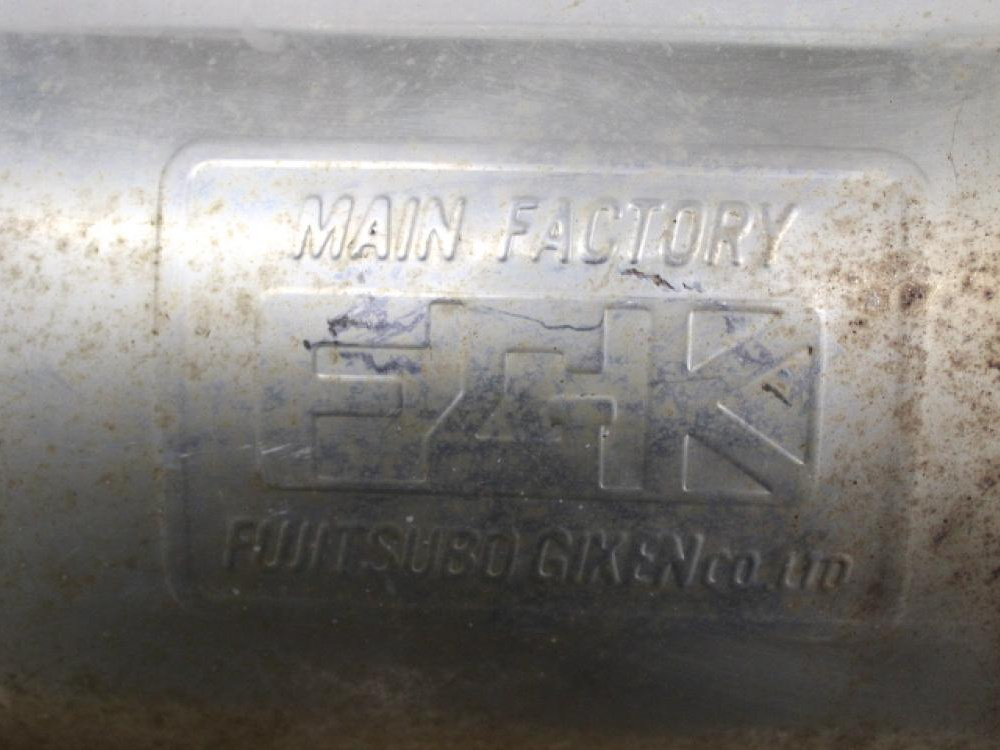 MAIN FACTORY
FGK
FUJITSUBO GIKEN CO.,LTD